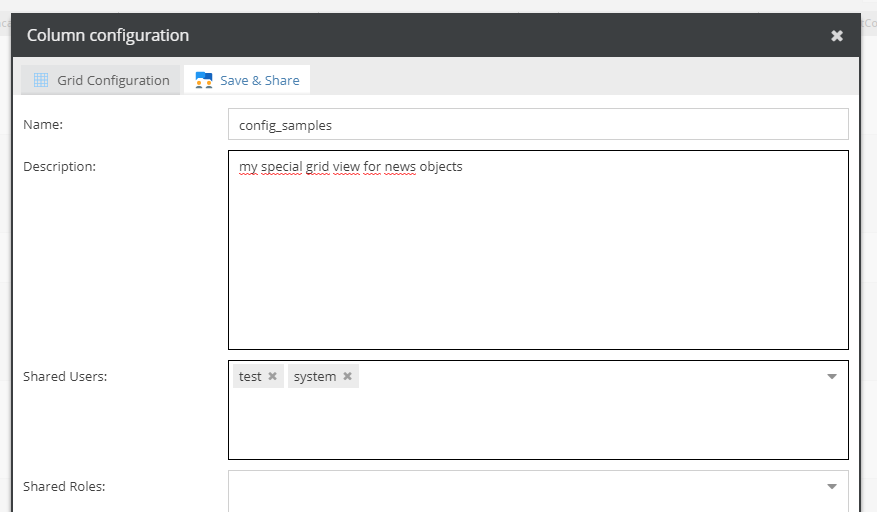 Column configuration
Grid Configuration
Save & Share
Name:
config_samples
Description:
my special grid view for news objects
Shared Users:
test
system
Shared Roles: